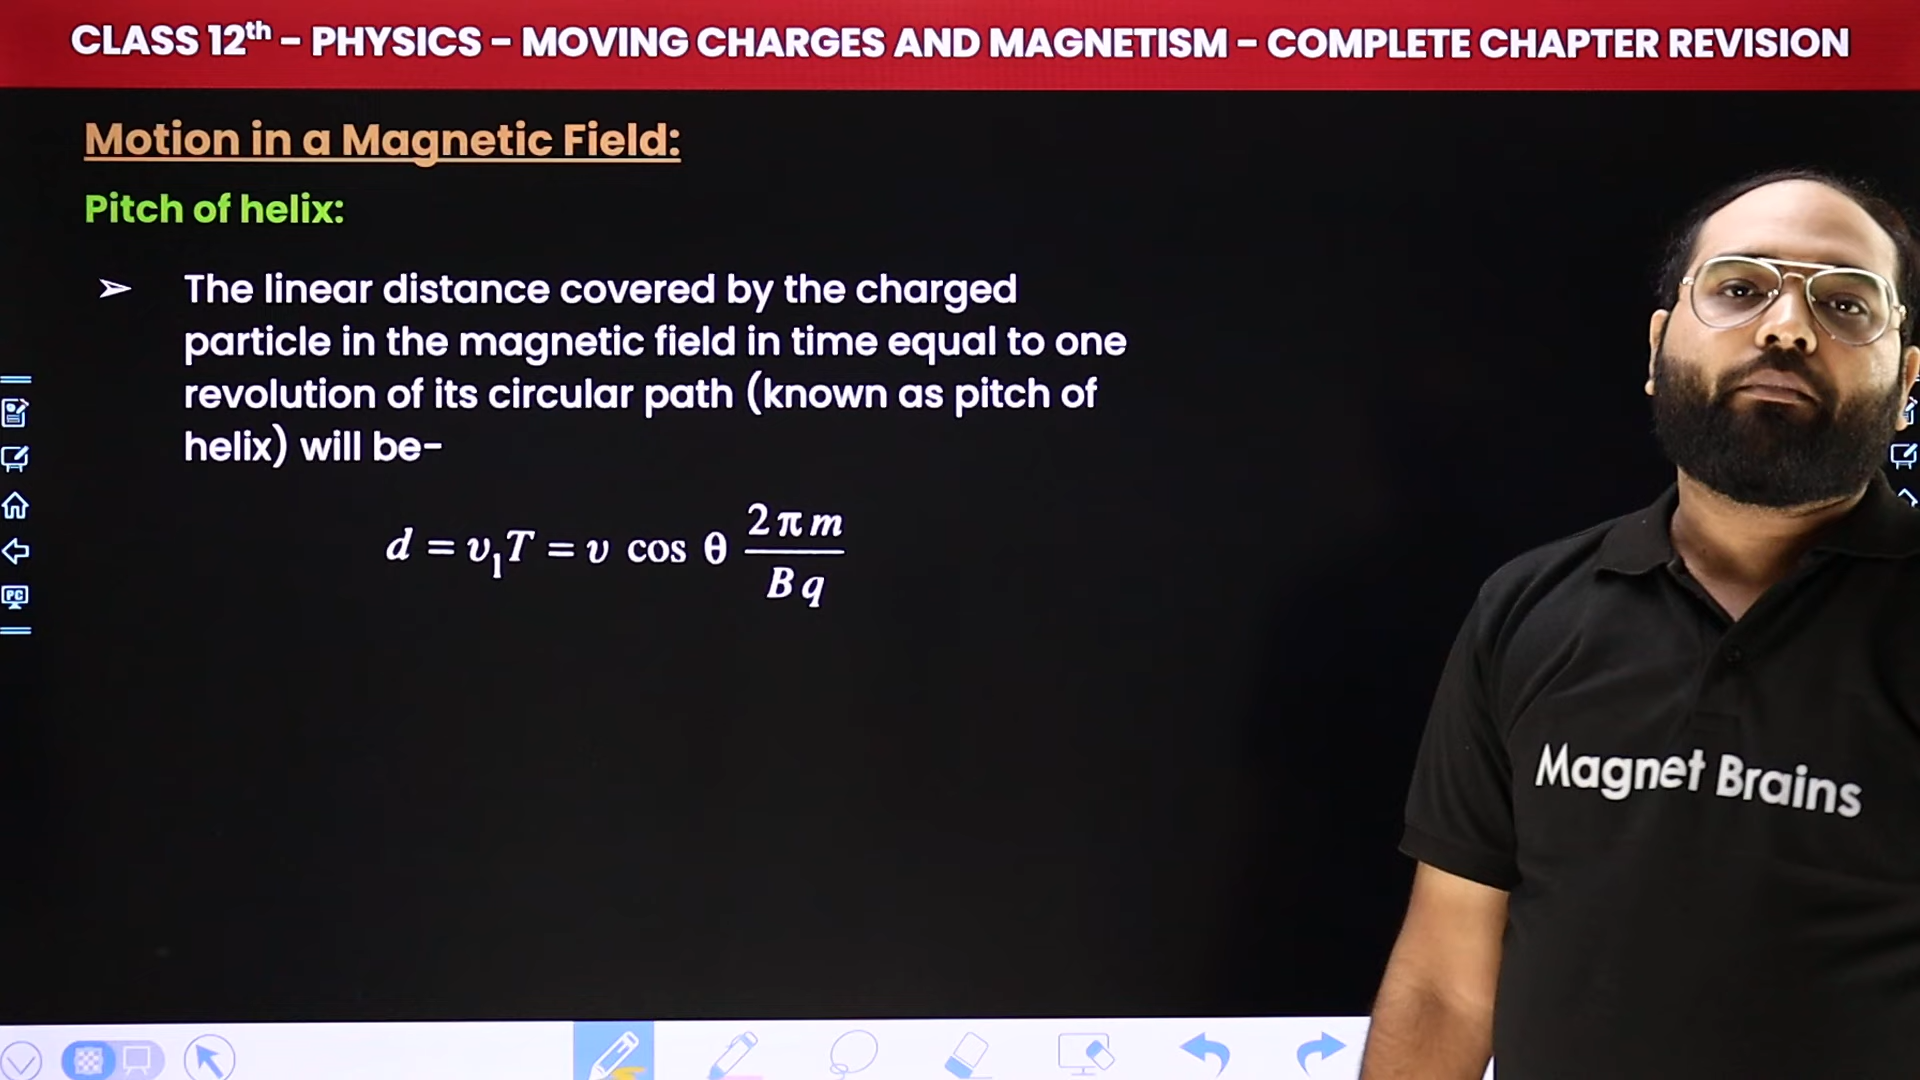 CLASS 12th – PHYSICS – MOVING CHARGES AND MAGNETISM – COMPLETE CHAPTER REVISION
Motion in a Magnetic Field:
Pitch of helix:
➢ The linear distance covered by the charged
particle in the magnetic field in time equal to one
revolution of its circular path (known as pitch of
helix) will be-
d = v₁T = v cos θ 2πm / Bq
PC
Magnet Brains